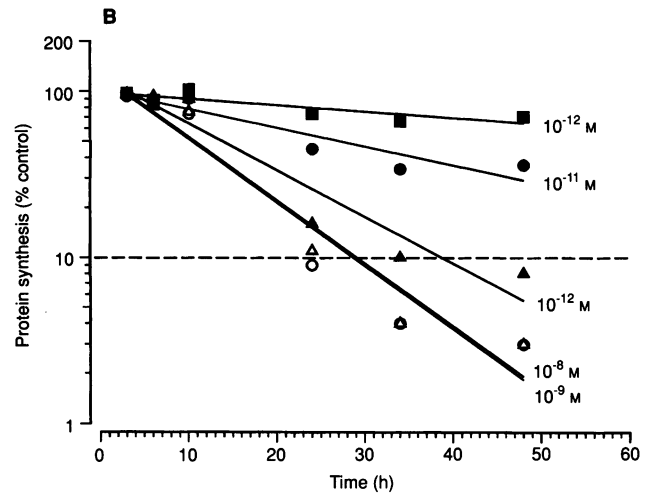 B
200
100
10
1
Protein synthesis (% control)
10⁻¹² M
10⁻¹¹ M
10⁻¹² M
10⁻⁸ M
10⁻⁹ M
0 10 20 30 40 50 60
Time (h)